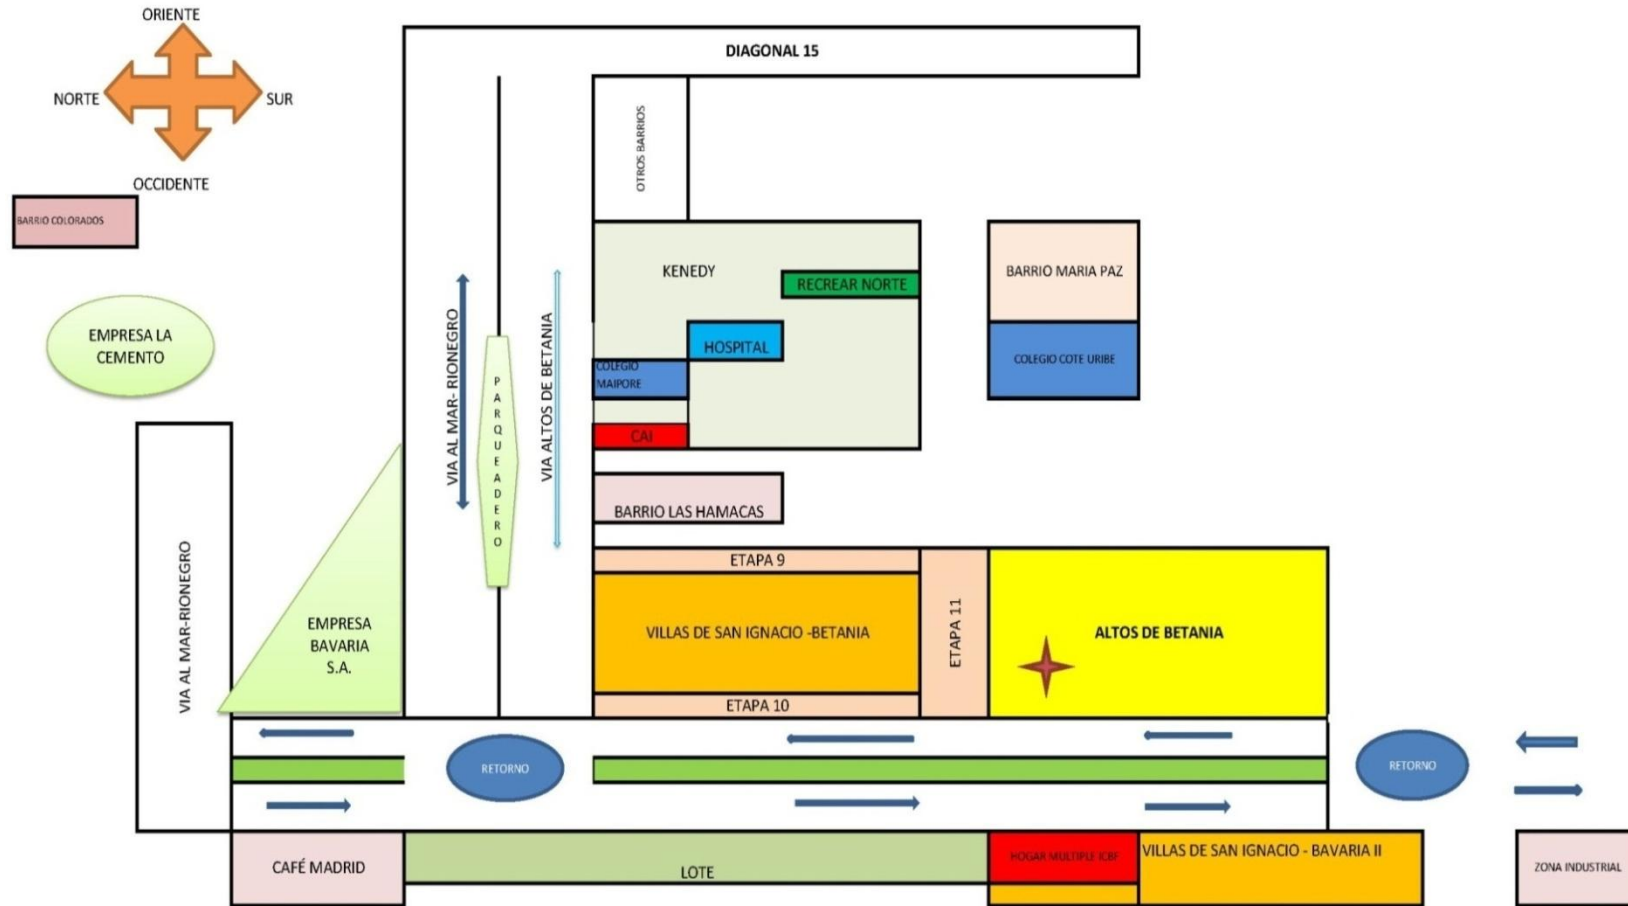 ORIENTE
NORTE
SUR
OCCIDENTE
DIAGONAL 15
BARRIO COLORADOS
OTROS BARRIOS
KENEDY
RECREAR NORTE
BARRIO MARIA PAZ
EMPRESA LA
CEMENTO
VIA AL MAR- RIONEGRO
PARQUEADERO
VIA ALTOS DE BETANIA
HOSPITAL
COLEGIO
MAIPORE
COLEGIO COTE URIBE
CAI
BARRIO LAS HAMACAS
VIA AL MAR-RIONEGRO
EMPRESA
BAVARIA
S.A.
ETAPA 9
VILLAS DE SAN IGNACIO -BETANIA
ETAPA 10
ETAPA 11
ALTOS DE BETANIA
RETORNO
RETORNO
CAFÉ MADRID
LOTE
HOGAR MULTIPLE ICBF
VILLAS DE SAN IGNACIO - BAVARIA II
ZONA INDUSTRIAL